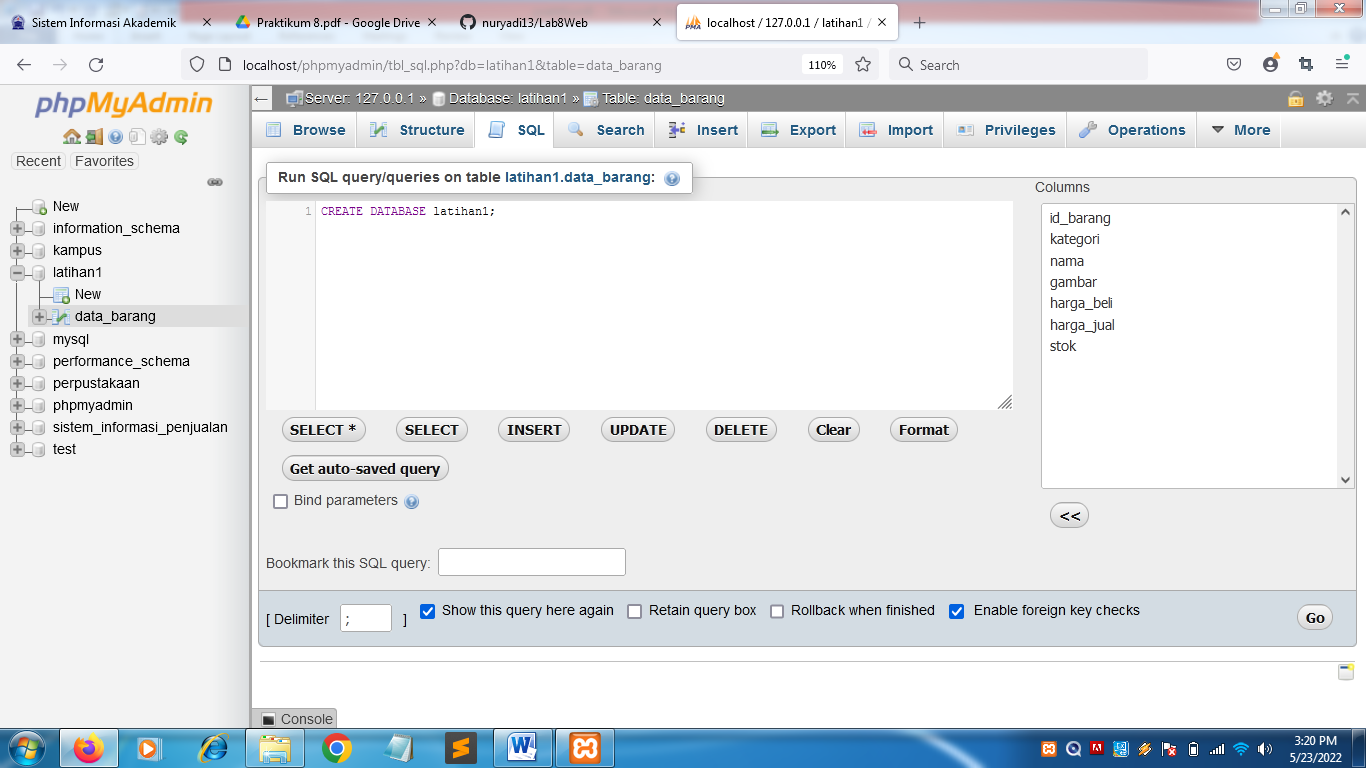 Sistem Informasi Akademik
Praktikum 8.pdf - Google Drive
nuryadi13/Lab8Web
localhost / 127.0.0.1 / latihan1 /
localhost/phpmyadmin/tbl_sql.php?db=latihan1&table=data_barang
110%
Search
phpMyAdmin
Recent
Favorites
New
information_schema
kampus
latihan1
New
data_barang
mysql
performance_schema
perpustakaan
phpmyadmin
sistem_informasi_penjualan
test
Server: 127.0.0.1 » Database: latihan1 » Table: data_barang
Browse
Structure
SQL
Search
Insert
Export
Import
Privileges
Operations
More
Run SQL query/queries on table latihan1.data_barang:
1 CREATE DATABASE latihan1;
Columns
id_barang
kategori
nama
gambar
harga_beli
harga_jual
stok
<<
SELECT *
SELECT
INSERT
UPDATE
DELETE
Clear
Format
Get auto-saved query
Bind parameters
Bookmark this SQL query:
[ Delimiter ; ]
Show this query here again
Retain query box
Rollback when finished
Enable foreign key checks
Go
Console
3:20 PM
5/23/2022